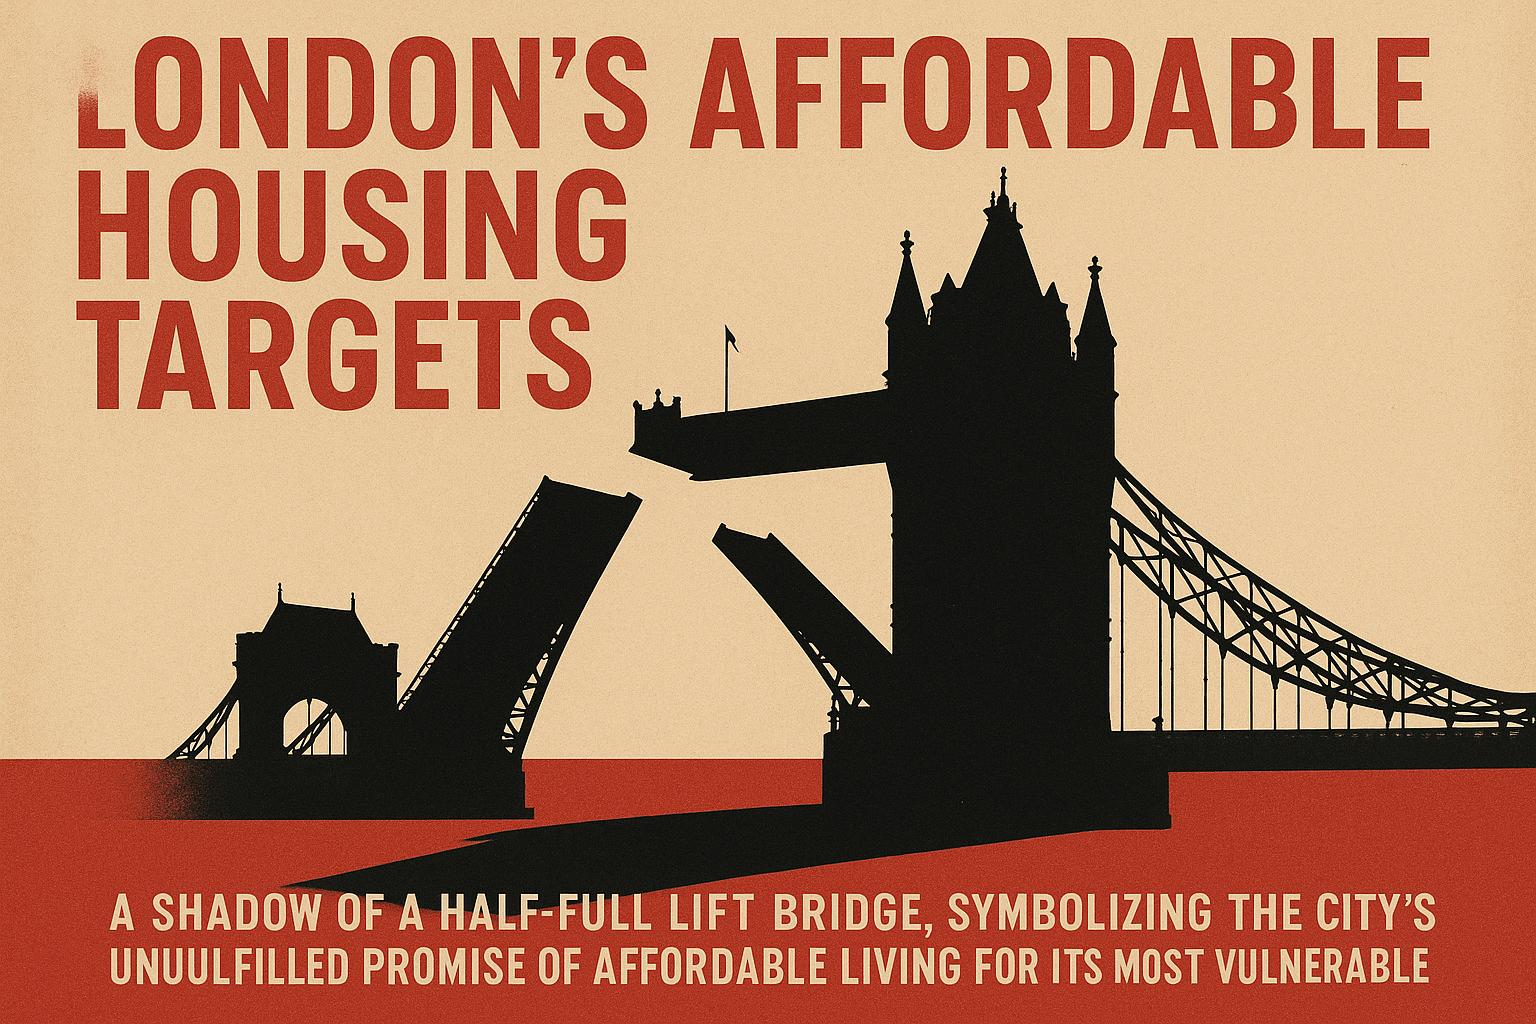 LONDON'S AFFORDABLE
HOUSING
TARGETS
A SHADOW OF A HALF-FULL LIFT BRIDGE, SYMBOLIZING THE CITY'S
UNUULFILLED PROMISE OF AFFORDABLE LIVING FOR ITS MOST VULNERABLE